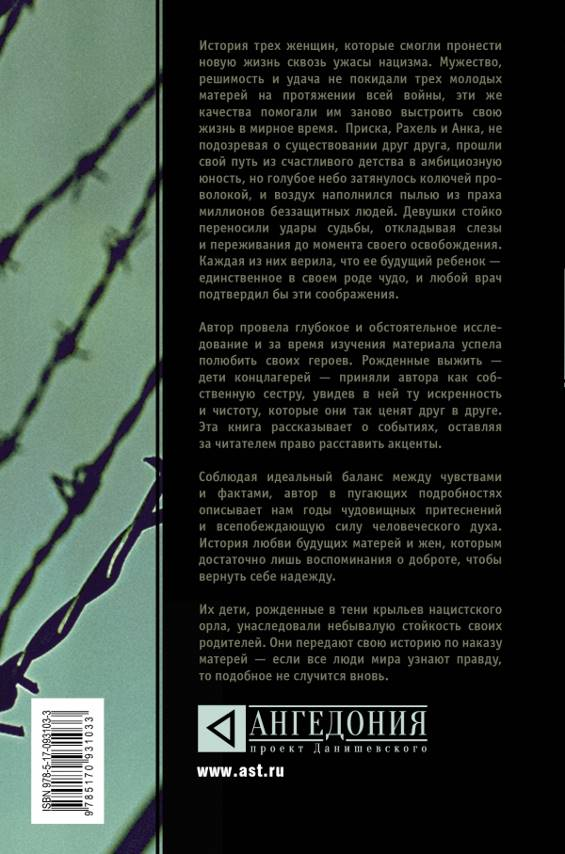 История трех женщин, которые смогли пронести
новую жизнь сквозь ужасы нацизма. Мужество,
решимость и удача не покидали трех молодых
матерей на протяжении всей войны, эти же
качества помогали им заново выстроить свою
жизнь в мирное время. Приска, Рахель и Анка, не
подозревая о существовании друг друга, прошли
свой путь из счастливого детства в амбициозную
юность, но голубое небо затянулось колючей про-
волокой, и воздух наполнился пылью из праха
миллионов беззащитных людей. Девушки стойко
переносили удары судьбы, откладывая слезы
и переживания до момента своего освобождения.
Каждая из них верила, что ее будущий ребенок —
единственное в своем роде чудо, и любой врач
подтвердил бы эти соображения.
Автор провела глубокое и обстоятельное иссле-
дование и за время изучения материала успела
полюбить своих героев. Рожденные выжить —
дети концлагерей — приняли автора как соб-
ственную сестру, увидев в ней ту искренность
и чистоту, которые они так ценят друг в друге.
Эта книга рассказывает о событиях, оставляя
за читателем право расставить акценты.
Соблюдая идеальный баланс между чувствами
и фактами, автор в пугающих подробностях
описывает нам годы чудовищных притеснений
и всепобеждающую силу человеческого духа.
История любви будущих матерей и жен, которым
достаточно лишь воспоминания о доброте, чтобы
вернуть себе надежду.
Их дети, рожденные в тени крыльев нацистского
орла, унаследовали небывалую стойкость своих
родителей. Они передают свою историю по наказу
матерей — если все люди мира узнают правду,
то подобное не случится вновь.
АНГЕДОНИЯ
проект Данишевского
www.ast.ru
ISBN 978-5-17-093103-3
9 785170 931033